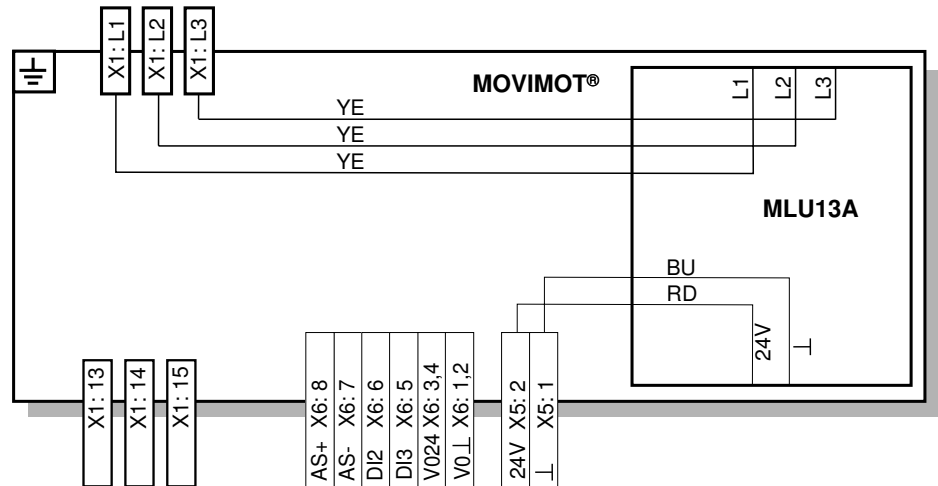 X1: L1
X1: L2
X1: L3
MOVIMOT®
L1
L2
L3
YE
YE
YE
MLU13A
BU
RD
24V
⊥
X1: 13
X1: 14
X1: 15
AS+ X6: 8
AS- X6: 7
DI2 X6: 6
DI3 X6: 5
V024 X6: 3,4
V0⊥ X6: 1,2
24V X5: 2
⊥ X5: 1